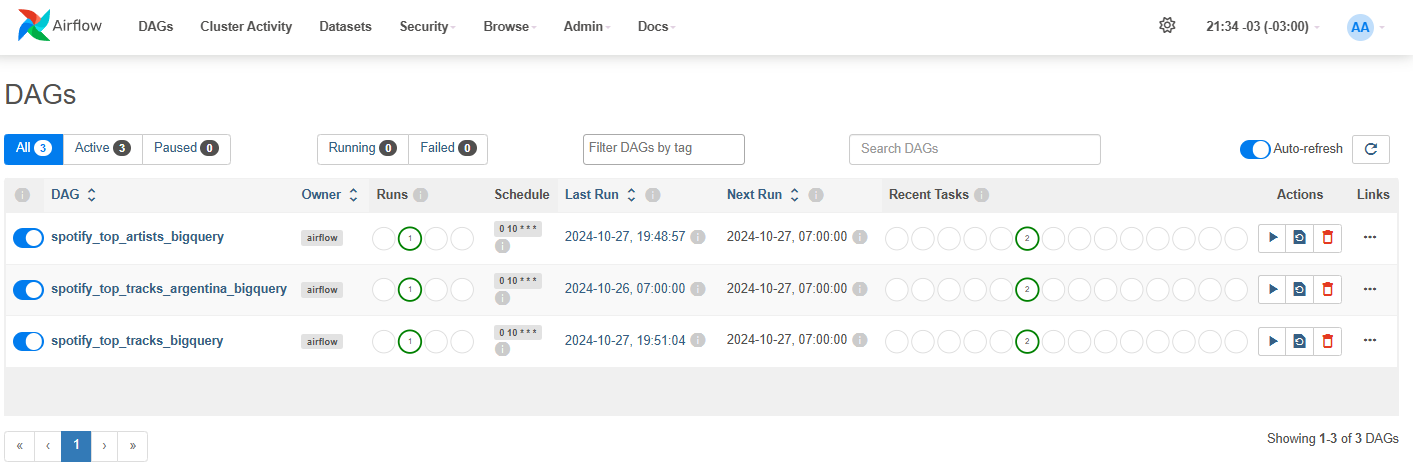 Airflow DAGs Cluster Activity Datasets Security Browse Admin Docs 21:34 -03 (-03:00) AA
DAGs
All 3 Active 3 Paused 0 Running 0 Failed 0 Filter DAGs by tag Search DAGs Auto-refresh
i DAG Owner Runs i Schedule Last Run i Next Run i Recent Tasks i Actions Links
spotify_top_artists_bigquery airflow 1 0 10 * * * i 2024-10-27, 19:48:57 i 2024-10-27, 07:00:00 i 2 ...
spotify_top_tracks_argentina_bigquery airflow 1 0 10 * * * i 2024-10-26, 07:00:00 i 2024-10-27, 07:00:00 i 2 ...
spotify_top_tracks_bigquery airflow 1 0 10 * * * i 2024-10-27, 19:51:04 i 2024-10-27, 07:00:00 i 2 ...
« ‹ 1 › » Showing 1-3 of 3 DAGs